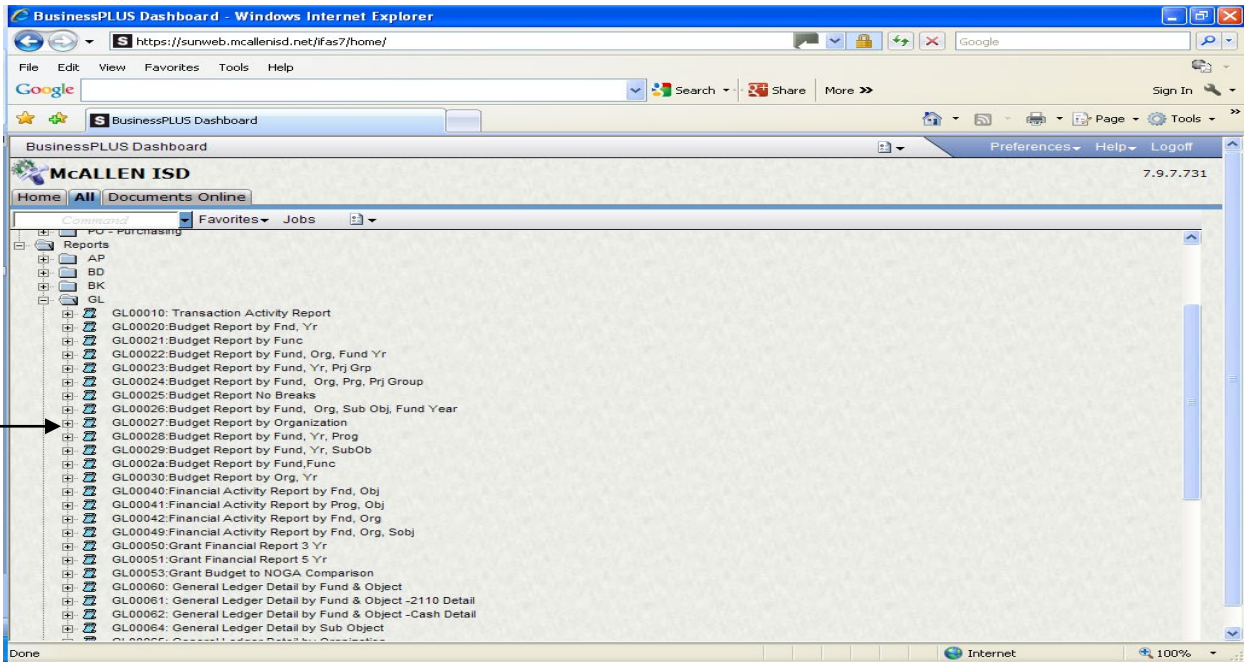 BusinessPLUS Dashboard - Windows Internet Explorer
S https://sunweb.mcallenisd.net/ifas7/home/ Google
File Edit View Favorites Tools Help
Google Search Share More >> Sign In
S BusinessPLUS Dashboard Page Tools >>
BusinessPLUS Dashboard Preferences Help Logoff
McALLEN ISD 7.9.7.731
Home All Documents Online
Command Favorites Jobs
PO - Purchasing
Reports
AP
BD
BK
GL
GL00010: Transaction Activity Report
GL00020:Budget Report by Fnd, Yr
GL00021:Budget Report by Func
GL00022:Budget Report by Fund, Org, Fund Yr
GL00023:Budget Report by Fund, Yr, Prj Grp
GL00024:Budget Report by Fund, Org, Prg, Prj Group
GL00025:Budget Report No Breaks
GL00026:Budget Report by Fund, Org, Sub Obj, Fund Year
GL00027:Budget Report by Organization
GL00028:Budget Report by Fund, Yr, Prog
GL00029:Budget Report by Fund, Yr, SubOb
GL0002a:Budget Report by Fund,Func
GL00030:Budget Report by Org, Yr
GL00040:Financial Activity Report by Fnd, Obj
GL00041:Financial Activity Report by Prog, Obj
GL00042:Financial Activity Report by Fnd, Org
GL00049:Financial Activity Report by Fnd, Org, Sobj
GL00050:Grant Financial Report 3 Yr
GL00051:Grant Financial Report 5 Yr
GL00053:Grant Budget to NOGA Comparison
GL00060: General Ledger Detail by Fund & Object
GL00061: General Ledger Detail by Fund & Object -2110 Detail
GL00062: General Ledger Detail by Fund & Object -Cash Detail
GL00064: General Ledger Detail by Sub Object
Done Internet 100%